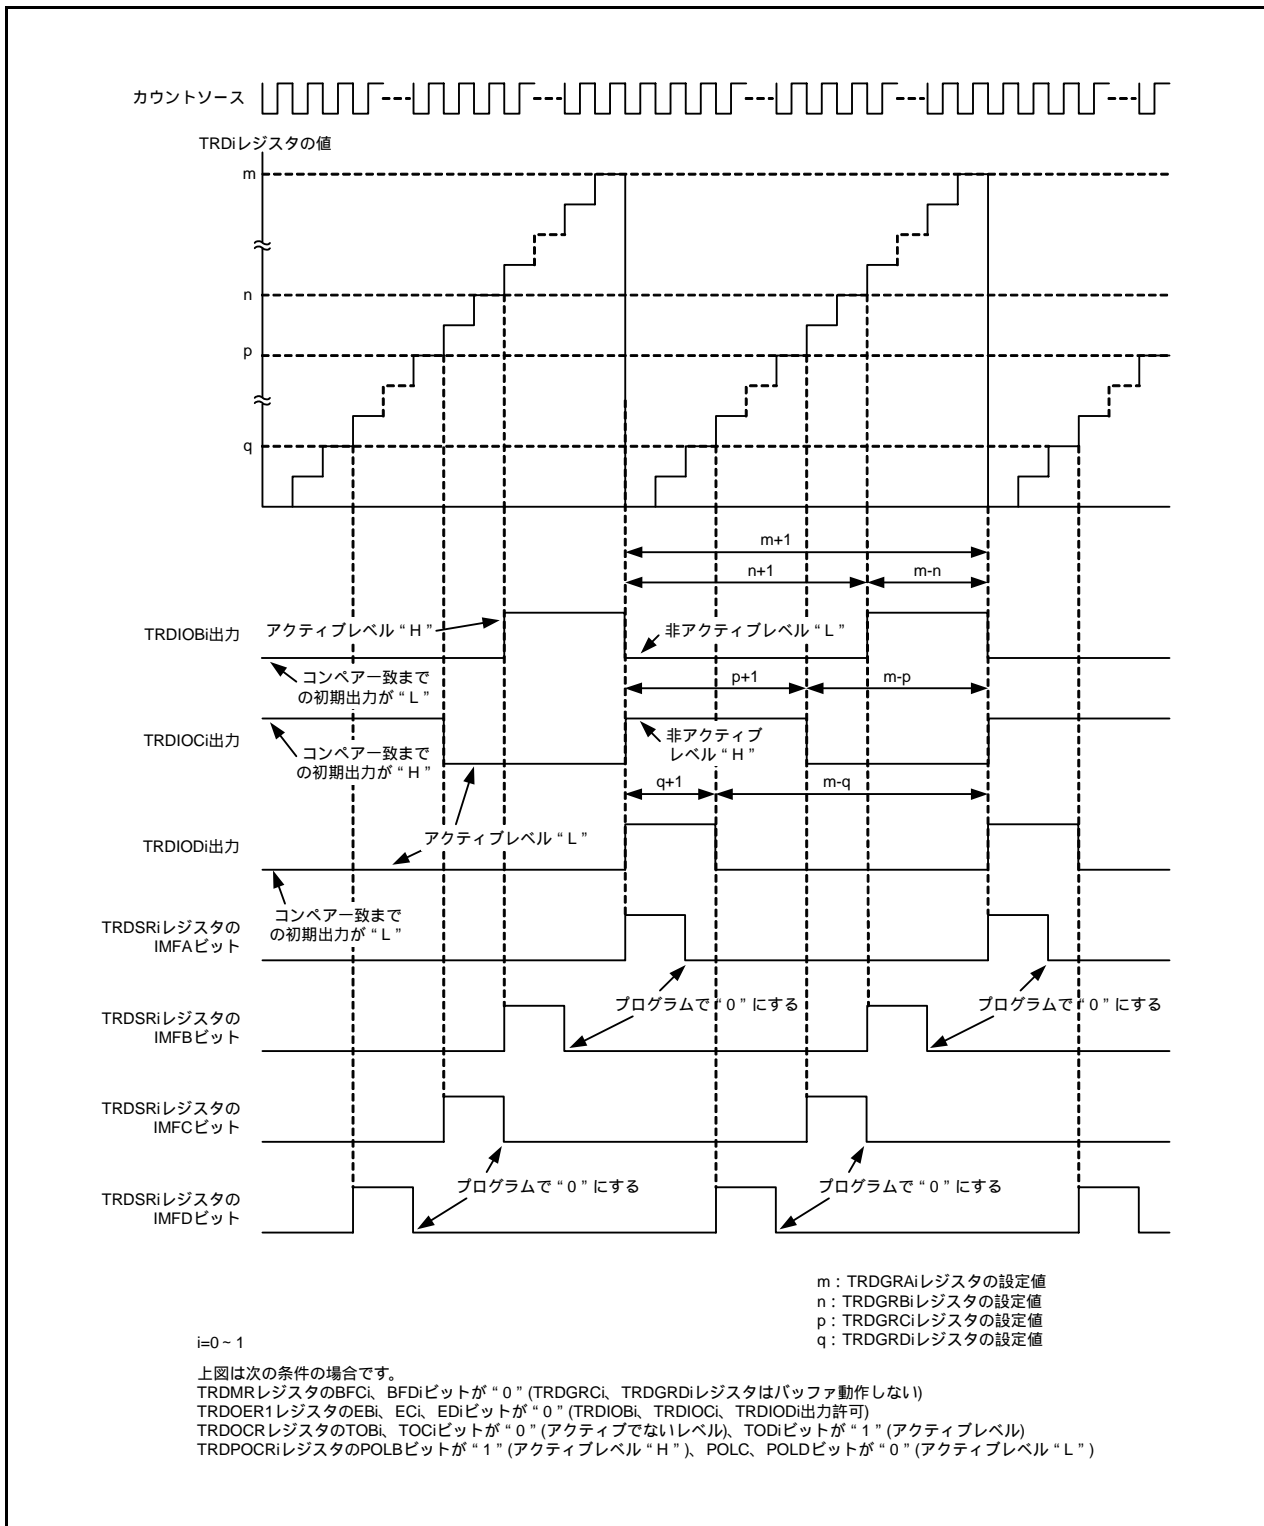 カウントソース
TRDiレジスタの値
m
n
p
q
m+1
n+1
m-n
TRDIOBi出力
アクティブレベル “ H ”
非アクティブレベル “ L ”
コンペア一致まで
の初期出力が “ L ”
p+1
m-p
TRDIOCi出力
コンペア一致まで
の初期出力が “ H ”
非アクティブ
レベル “ H ”
q+1
m-q
TRDIODi出力
アクティブレベル “ L ”
コンペア一致まで
の初期出力が “ L ”
TRDSRiレジスタの
IMFAビット
プログラムで “ 0 ” にする
プログラムで “ 0 ” にする
TRDSRiレジスタの
IMFBビット
TRDSRiレジスタの
IMFCビット
プログラムで “ 0 ” にする
プログラムで “ 0 ” にする
TRDSRiレジスタの
IMFDビット
m : TRDGRAiレジスタの設定値
n : TRDGRBiレジスタの設定値
p : TRDGRCiレジスタの設定値
q : TRDGRDiレジスタの設定値
i=0 ~ 1
上図は次の条件の場合です。
TRDMRレジスタのBFCi、BFDiビットが “ 0 ” (TRDGRCi、TRDGRDiレジスタはバッファ動作しない)
TRDOER1レジスタのEBi、ECi、EDiビットが “ 0 ” (TRDIOBi、TRDIOCi、TRDIODi出力許可)
TRDOCRレジスタのTOBi、TOCiビットが “ 0 ” (アクティブでないレベル)、TODiビットが “ 1 ” (アクティブレベル)
TRDPOCRiレジスタのPOLBビットが “ 1 ” (アクティブレベル “ H ” )、POLC、POLDビットが “ 0 ” (アクティブレベル “ L ” )